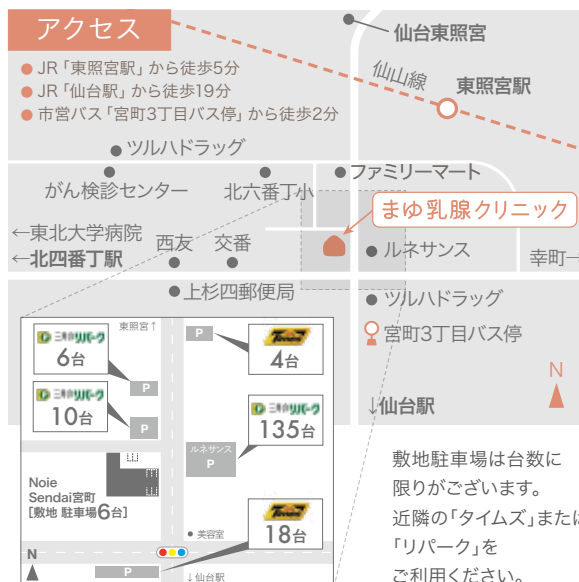 アクセス
● JR「東照宮駅」から徒歩5分
● JR「仙台駅」から徒歩19分
● 市営バス「宮町3丁目バス停」から徒歩2分
仙台東照宮
仙山線
東照宮駅
ツルハドラッグ
がん検診センター
北六番丁小
ファミリーマート
まゆ乳腺クリニック
←東北大学病院
←北四番丁駅
西友
交番
ルネサンス
幸町→
上杉四郵便局
ツルハドラッグ
宮町3丁目バス停
N
↓仙台駅
東照宮↑
三井のリパーク
6台
P
P
Times
4台
三井のリパーク
10台
P
三井のリパーク
135台
ルネサンス
P
Noie
Sendai宮町
[敷地 駐車場6台]
● 美容室
Times
18台
N
P
↓仙台駅
敷地駐車場は台数に
限りがございます。
近隣の「タイムズ」または
「リパーク」を
ご利用ください。